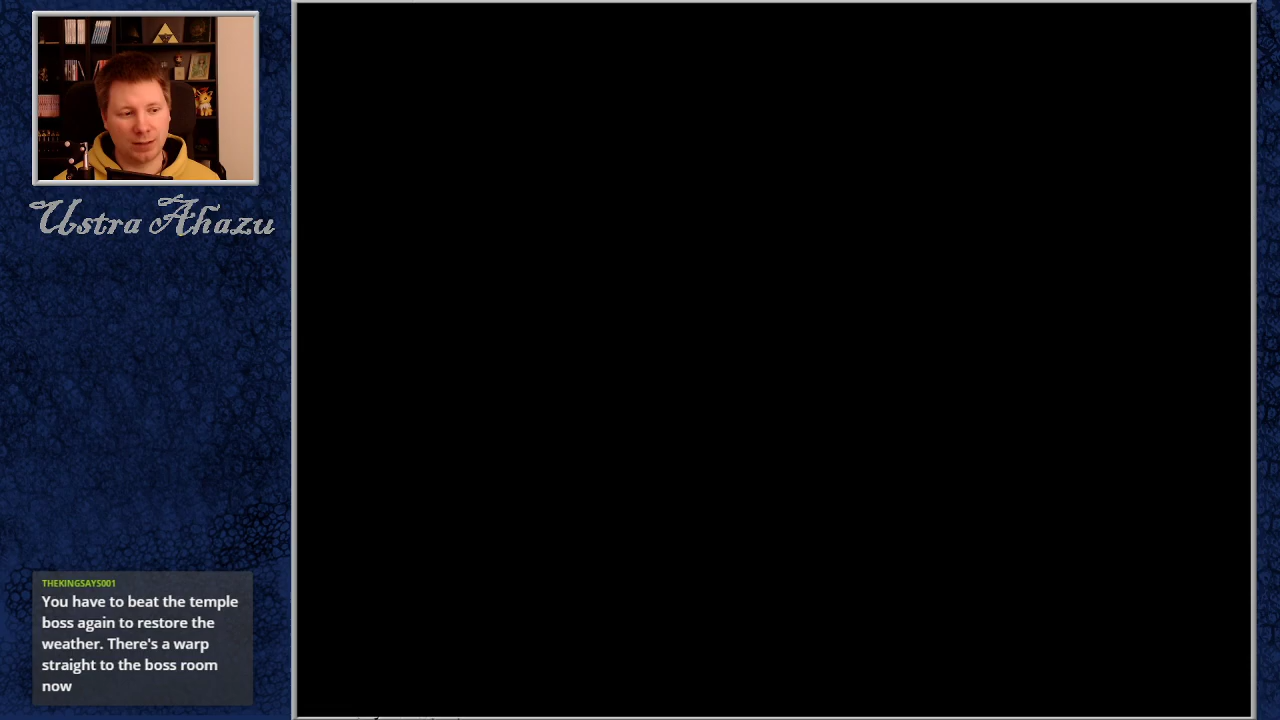 Ustra Ahazu
THEKINGSAYS001
You have to beat the temple
boss again to restore the
weather. There's a warp
straight to the boss room
now